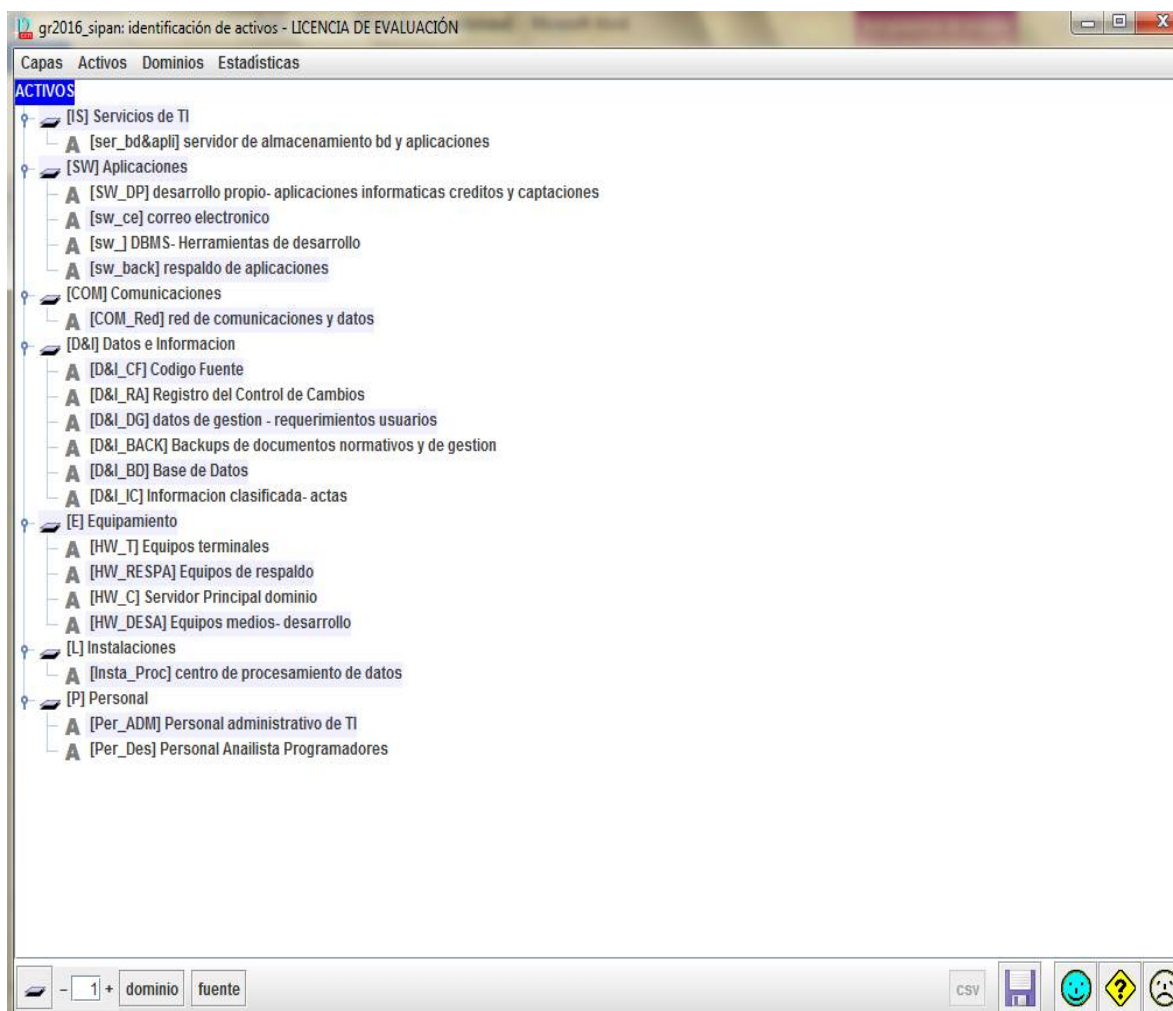 gr2016_sipan: identificación de activos - LICENCIA DE EVALUACIÓN
Capas Activos Dominios Estadísticas
ACTIVOS
[IS] Servicios de TI
[ser_bd&apli] servidor de almacenamiento bd y aplicaciones
[SW] Aplicaciones
[SW_DP] desarrollo propio- aplicaciones informaticas creditos y captaciones
[sw_ce] correo electronico
[sw_] DBMS- Herramientas de desarrollo
[sw_back] respaldo de aplicaciones
[COM] Comunicaciones
[COM_Red] red de comunicaciones y datos
[D&I] Datos e Informacion
[D&I_CF] Codigo Fuente
[D&I_RA] Registro del Control de Cambios
[D&I_DG] datos de gestion - requerimientos usuarios
[D&I_BACK] Backups de documentos normativos y de gestion
[D&I_BD] Base de Datos
[D&I_IC] Informacion clasificada- actas
[E] Equipamiento
[HW_T] Equipos terminales
[HW_RESPA] Equipos de respaldo
[HW_C] Servidor Principal dominio
[HW_DESA] Equipos medios- desarrollo
[L] Instalaciones
[Insta_Proc] centro de procesamiento de datos
[P] Personal
[Per_ADM] Personal administrativo de TI
[Per_Des] Personal Anailista Programadores
- 1 + dominio fuente csv